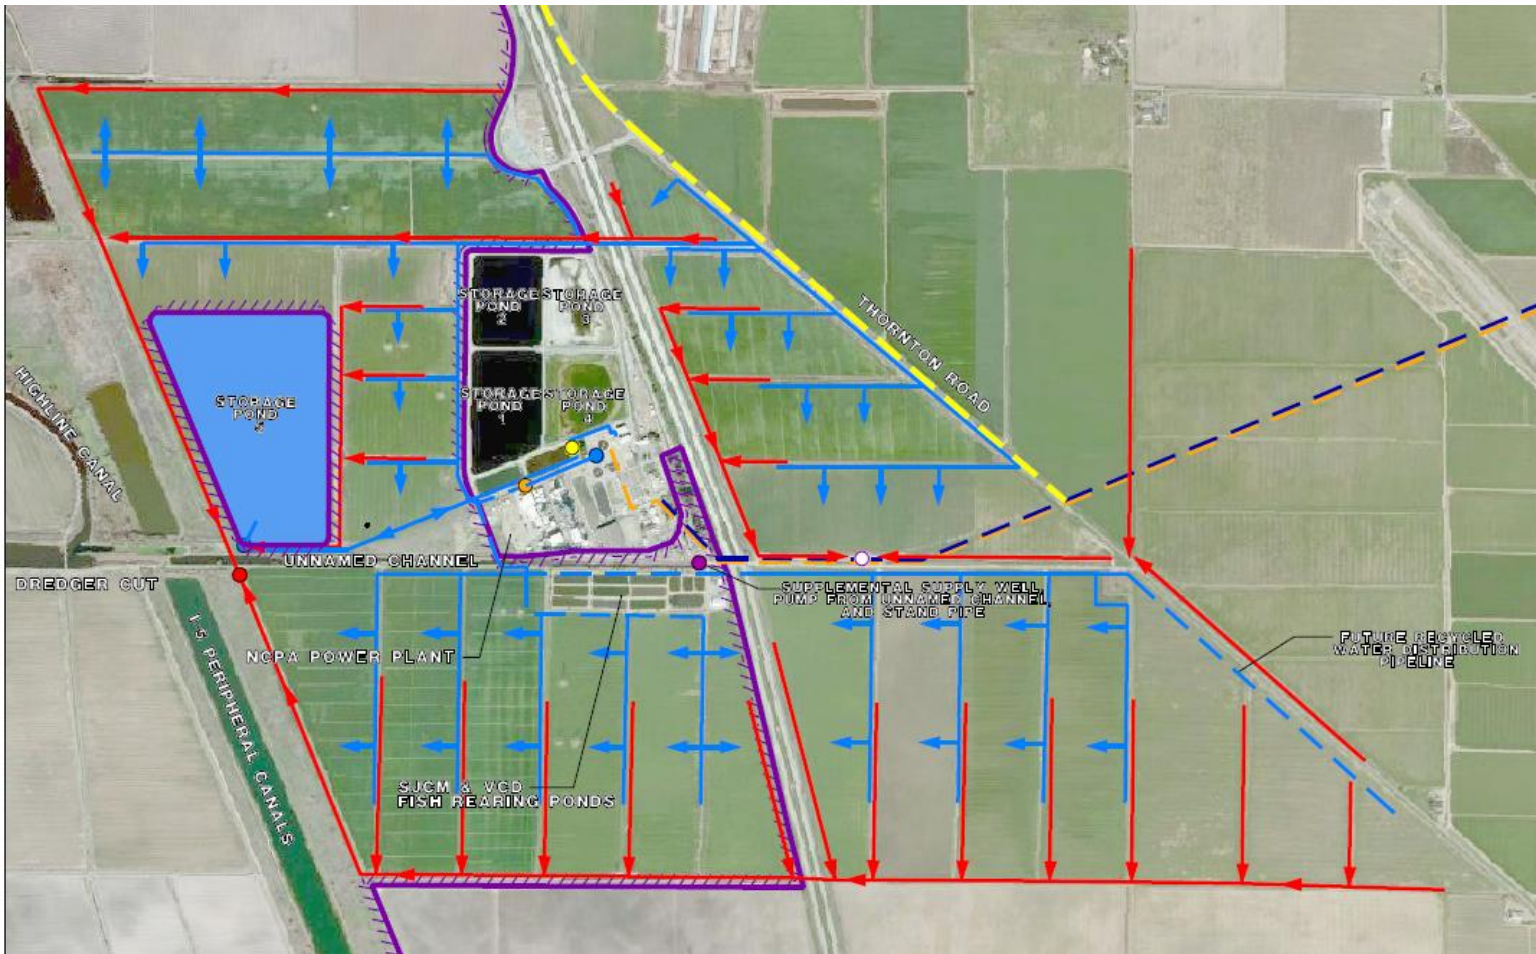 STORAGE
POND
2
STORAGE
POND
3
THORNTON ROAD
STORAGE
POND
1
STORAGE
POND
4
STORAGE
POND
HIGHLINE CANAL
UNNAMED CHANNEL
DREDGER CUT
SUPPLEMENTAL SUPPLY WELL,
PUMP FROM UNNAMED CHANNEL,
AND STAND PIPE
I-5 PERIPHERAL CANALS
NCPA POWER PLANT
FUTURE RECYCLED
WATER DISTRIBUTION
PIPELINE
SJCM & VCD
FISH REARING PONDS